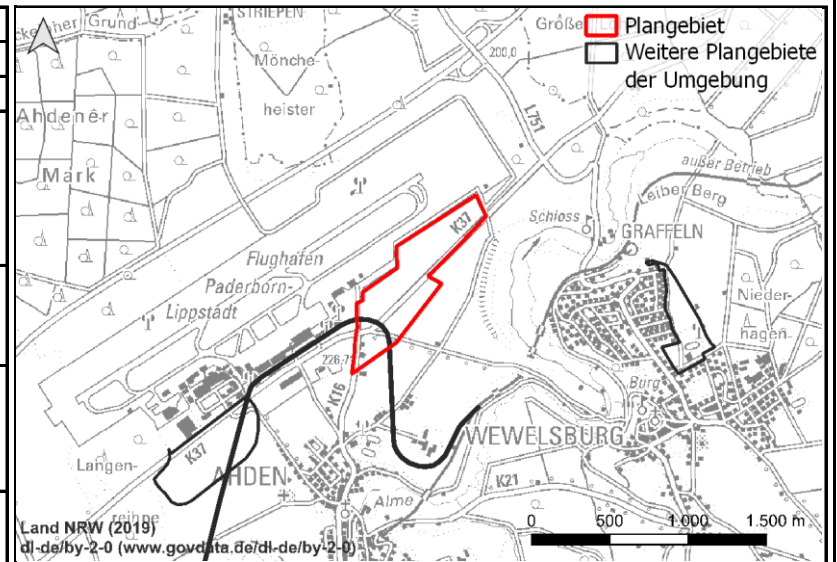 STRIEPEN
Grund
Mönche-
heister
200,0
Große
Plangebiet
Weitere Plangebiete
der Umgebung
Ahdener
Mark
L751
außer Betrieb
Leiber Berg
Schloss
GRAFFELN
K37
Flughafen
Paderborn-
Lippstadt
Nieder-
hagen
226,7
K16
Burg
WEWELSBURG
K37
Langen-
AHDEN
K21
Alme
Land NRW (2019)
dl-de/by-2-0 (www.govdata.de/dl-de/by-2-0)
0 500 1.000 1.500 m